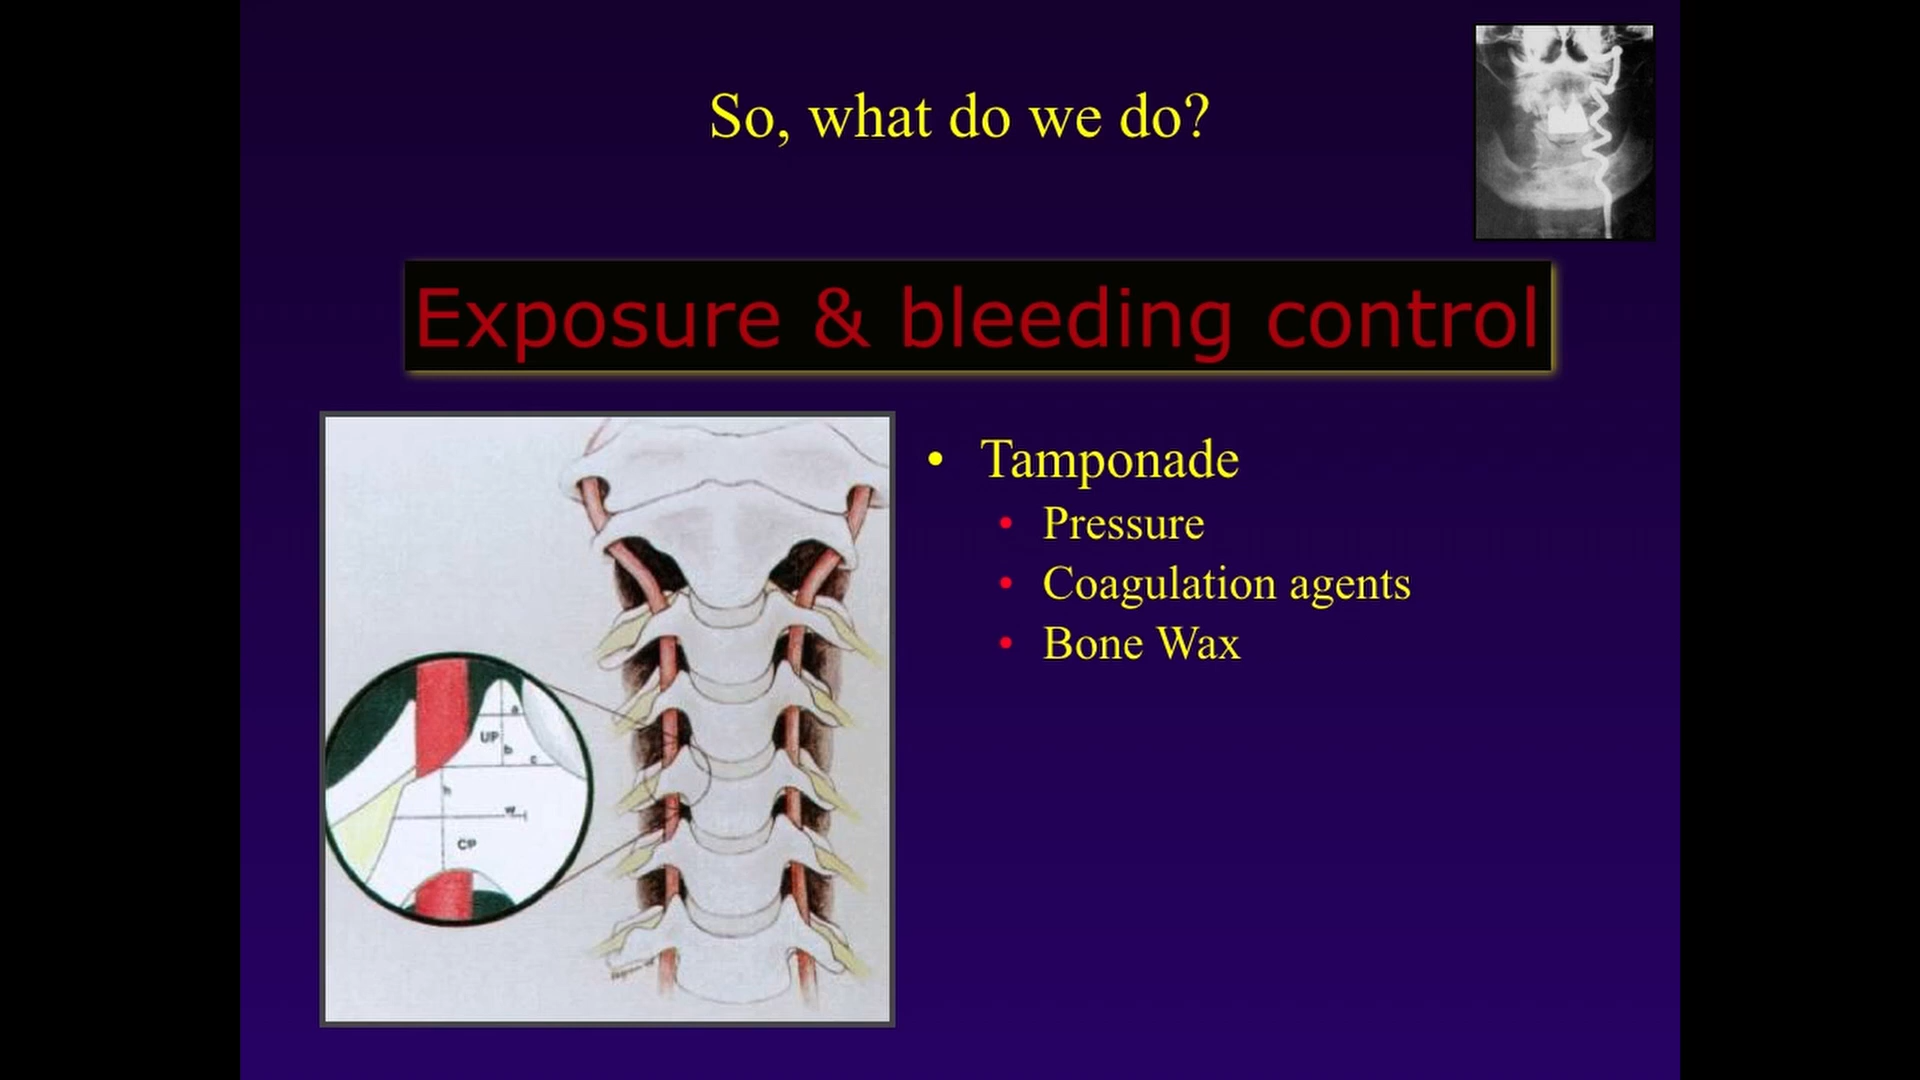 So, what do we do?
Exposure & bleeding control
• Tamponade
• Pressure
• Coagulation agents
• Bone Wax
a
UP
b
c
h
w
CP